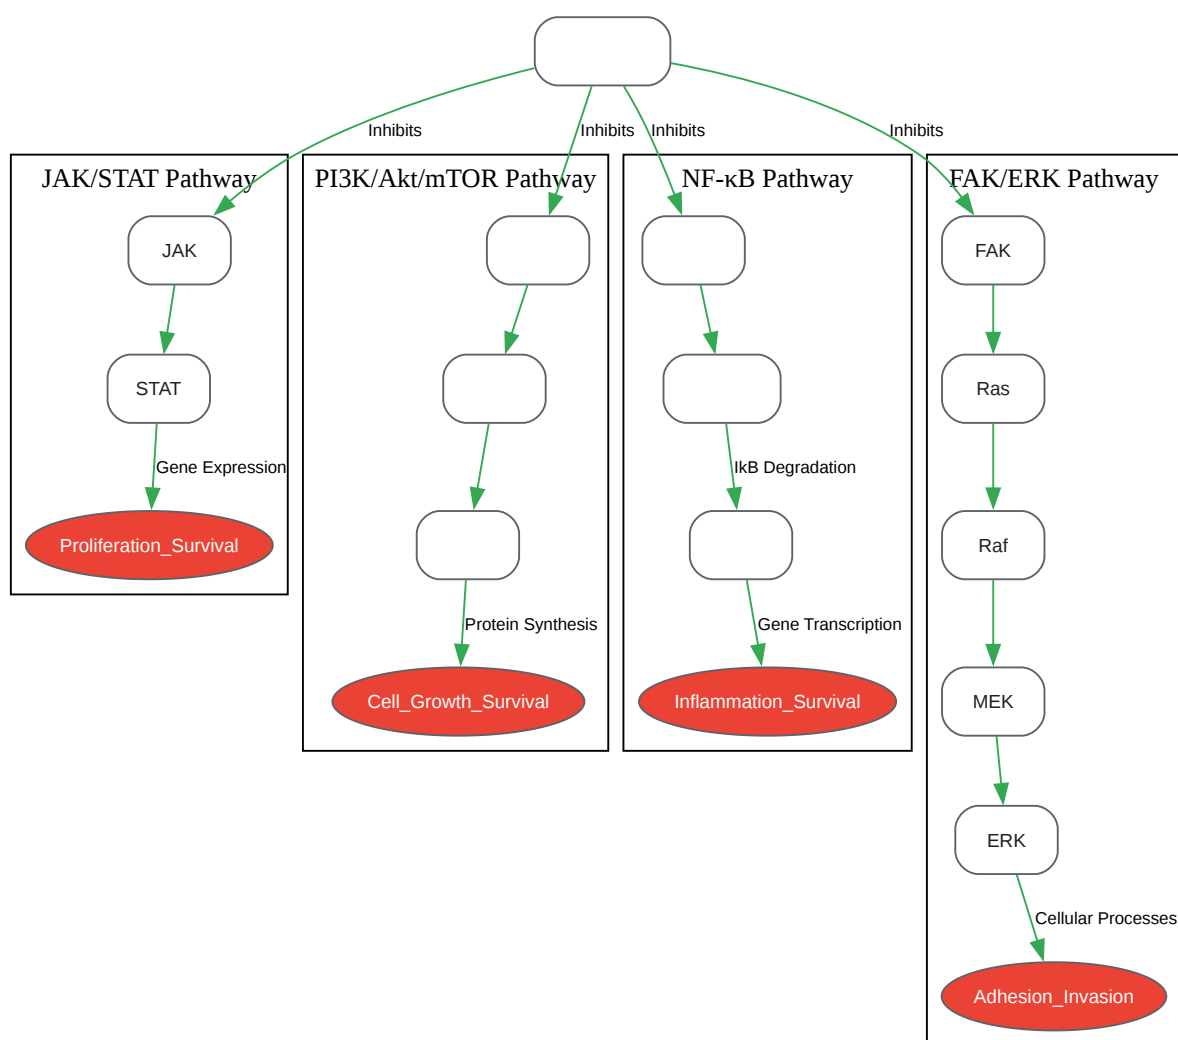 Inhibits
Inhibits
Inhibits
Inhibits
JAK/STAT Pathway
JAK
STAT
Gene Expression
Proliferation_Survival
PI3K/Akt/mTOR Pathway
Protein Synthesis
Cell_Growth_Survival
NF-κB Pathway
IkB Degradation
Gene Transcription
Inflammation_Survival
FAK/ERK Pathway
FAK
Ras
Raf
MEK
ERK
Cellular Processes
Adhesion_Invasion